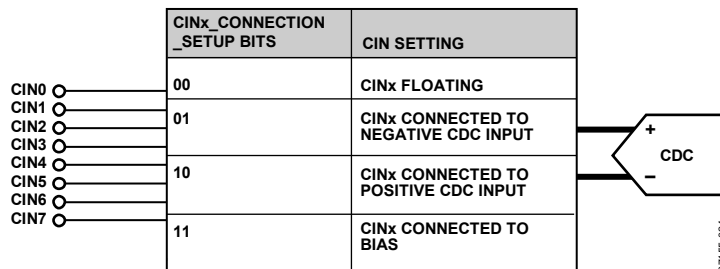 CINx_CONNECTION
_SETUP BITS
CIN SETTING
CIN0
CIN1
CIN2
CIN3
CIN4
CIN5
CIN6
CIN7
00
CINx FLOATING
01
CINx CONNECTED TO
NEGATIVE CDC INPUT
10
CINx CONNECTED TO
POSITIVE CDC INPUT
11
CINx CONNECTED TO
BIAS
+
CDC
–